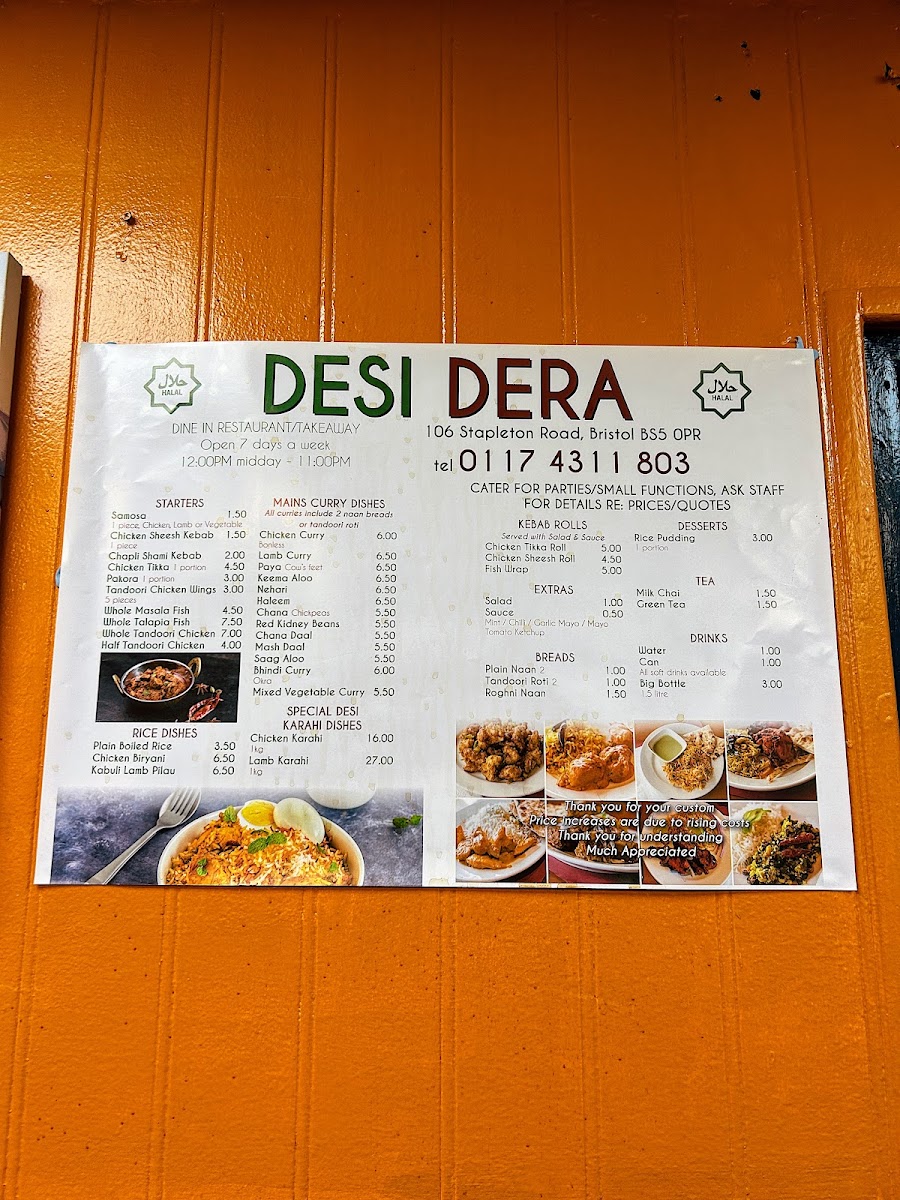 حلال
HALAL
DESI DERA
حلال
HALAL
DINE IN RESTAURANT/TAKEAWAY
Open 7 days a week
12:00PM midday - 11:00PM
106 Stapleton Road, Bristol BS5 0PR
tel 0117 4311 803
CATER FOR PARTIES/SMALL FUNCTIONS, ASK STAFF
FOR DETAILS RE: PRICES/QUOTES
STARTERS
Samosa 1.50
1 piece, Chicken, Lamb or Vegetable
Chicken Sheesh Kebab 1.50
1 piece
Chapli Shami Kebab 2.00
Chicken Tikka 1 portion 4.50
Pakora 1 portion 3.00
Tandoori Chicken Wings 3.00
5 pieces
Whole Masala Fish 4.50
Whole Talapia Fish 7.50
Whole Tandoori Chicken 7.00
Half Tandoori Chicken 4.00
RICE DISHES
Plain Boiled Rice 3.50
Chicken Biryani 6.50
Kabuli Lamb Pilau 6.50
MAINS CURRY DISHES
All curries include 2 naan breads
or tandoori roti
Chicken Curry 6.00
Bonless
Lamb Curry 6.50
Paya Cow's feet 6.50
Keema Aloo 6.50
Nehari 6.50
Haleem 6.50
Chana Chickpeas 5.50
Red Kidney Beans 5.50
Chana Daal 5.50
Mash Daal 5.50
Saag Aloo 5.50
Bhindi Curry 6.00
Okra
Mixed Vegetable Curry 5.50
SPECIAL DESI
KARAHI DISHES
Chicken Karahi 16.00
1kg
Lamb Karahi 27.00
1kg
KEBAB ROLLS
Served with Salad & Sauce
Chicken Tikka Roll 5.00
Chicken Sheesh Roll 4.50
Fish Wrap 5.00
EXTRAS
Salad 1.00
Sauce 0.50
Mint / Chilli / Garlic Mayo / Mayo
Tomato Ketchup
BREADS
Plain Naan 2 1.00
Tandoori Roti 2 1.00
Roghni Naan 1.50
DESSERTS
Rice Pudding 3.00
1 portion
TEA
Milk Chai 1.50
Green Tea 1.50
DRINKS
Water 1.00
Can 1.00
All soft drinks available
Big Bottle 3.00
1.5 litre
Thank you for your custom
Price increases are due to rising costs
Thank you for understanding
Much Appreciated